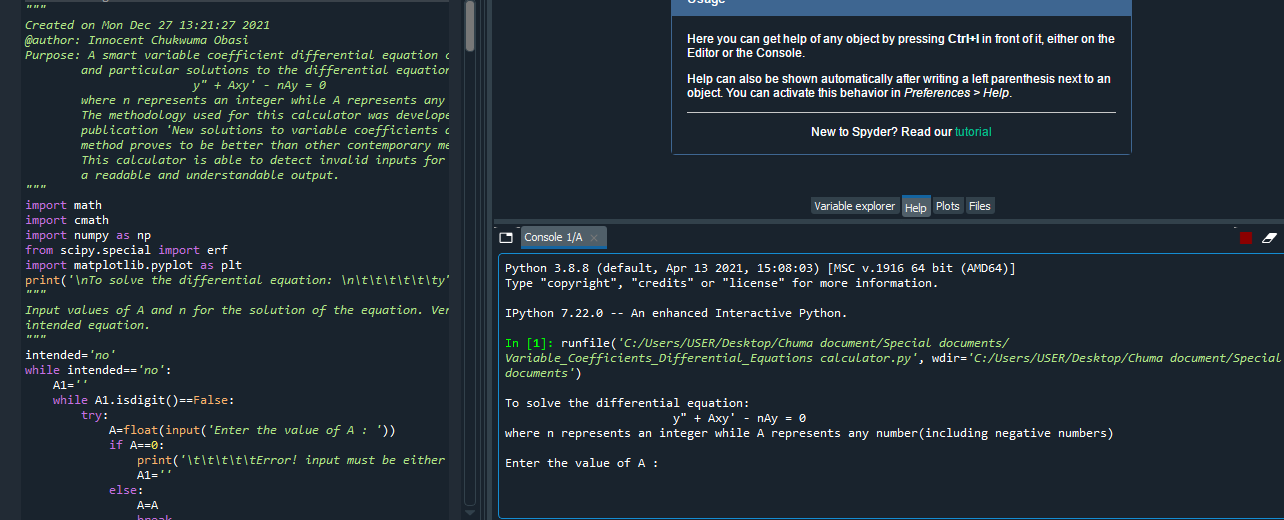 """
Created on Mon Dec 27 13:21:27 2021
@author: Innocent Chukwuma Obasi
Purpose: A smart variable coefficient differential equation
and particular solutions to the differential equation
y" + Axy' - nAy = 0
where n represents an integer while A represents any
The methodology used for this calculator was develope
publication 'New solutions to variable coefficients
method proves to be better than other contemporary me
This calculator is able to detect invalid inputs for
a readable and understandable output.
"""
import math
import cmath
import numpy as np
from scipy.special import erf
import matplotlib.pyplot as plt
print('\nTo solve the differential equation: \n\t\t\t\t\t\ty"
"""
Input values of A and n for the solution of the equation. Ver
intended equation.
"""
intended='no'
while intended=='no':
A1=''
while A1.isdigit()==False:
try:
A=float(input('Enter the value of A : '))
if A==0:
print('\t\t\t\t\tError! input must be either
A1=''
else:
A=A
break
Usage
Here you can get help of any object by pressing Ctrl+I in front of it, either on the
Editor or the Console.
Help can also be shown automatically after writing a left parenthesis next to an
object. You can activate this behavior in Preferences > Help.
New to Spyder? Read our tutorial
Variable explorer Help Plots Files
Console 1/A
Python 3.8.8 (default, Apr 13 2021, 15:08:03) [MSC v.1916 64 bit (AMD64)]
Type "copyright", "credits" or "license" for more information.
IPython 7.22.0 -- An enhanced Interactive Python.
In [1]: runfile('C:/Users/USER/Desktop/Chuma document/Special documents/
Variable_Coefficients_Differential_Equations calculator.py', wdir='C:/Users/USER/Desktop/Chuma document/Special
documents')
To solve the differential equation:
y" + Axy' - nAy = 0
where n represents an integer while A represents any number(including negative numbers)
Enter the value of A :